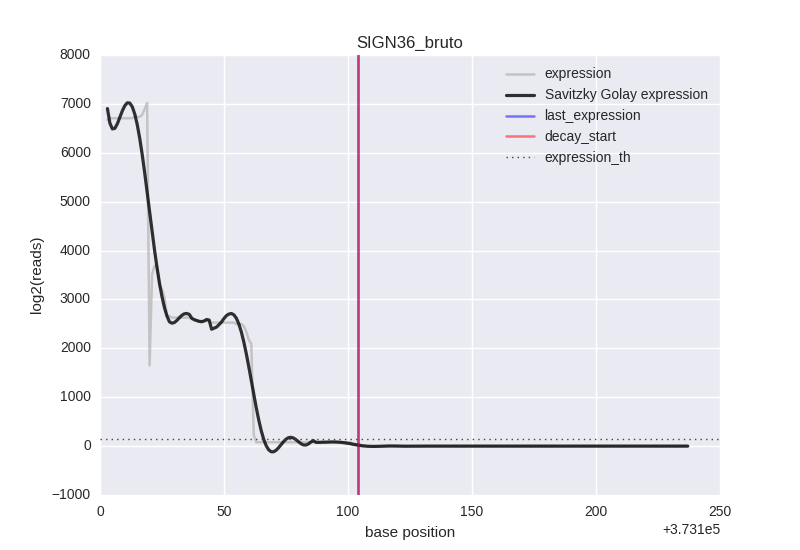 SIGN36_bruto
8000
7000
6000
5000
4000
3000
2000
1000
0
−1000
log2(reads)
expression
Savitzky Golay expression
last_expression
decay_start
expression_th
0 50 100 150 200 250
base position
+3.731e5